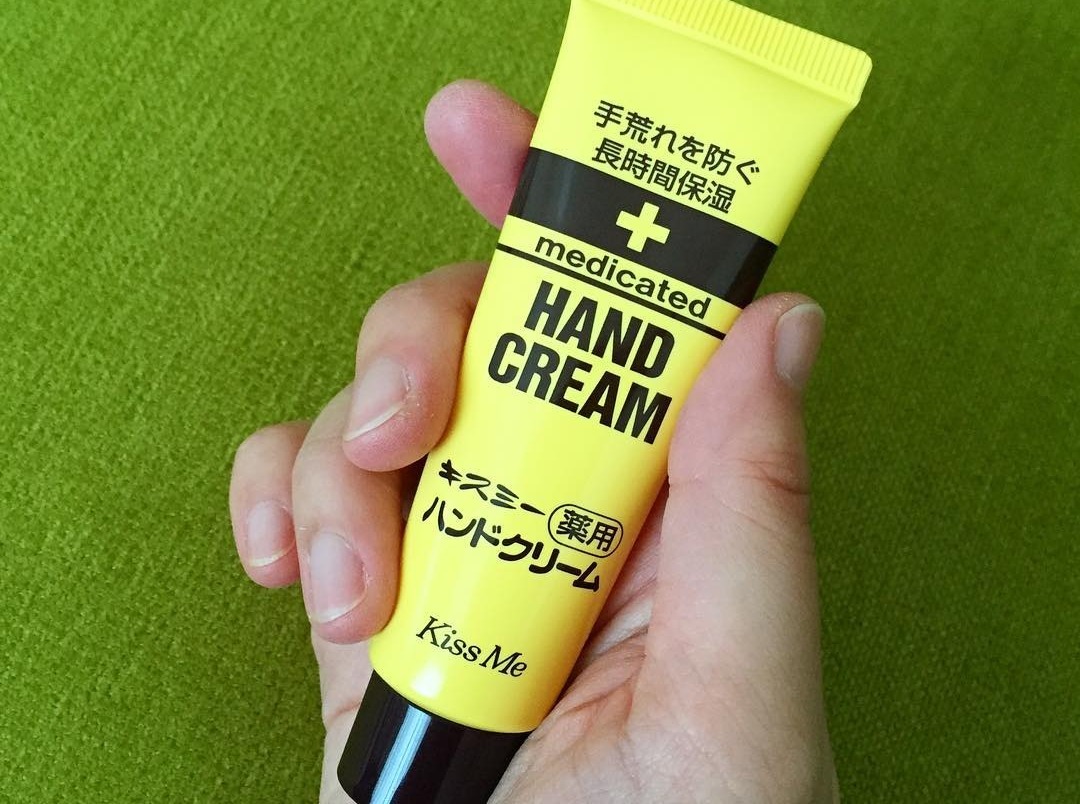 手荒れを防ぐ
長時間保湿
medicated
HAND
CREAM
キスミー 薬用
ハンドクリーム
Kiss Me